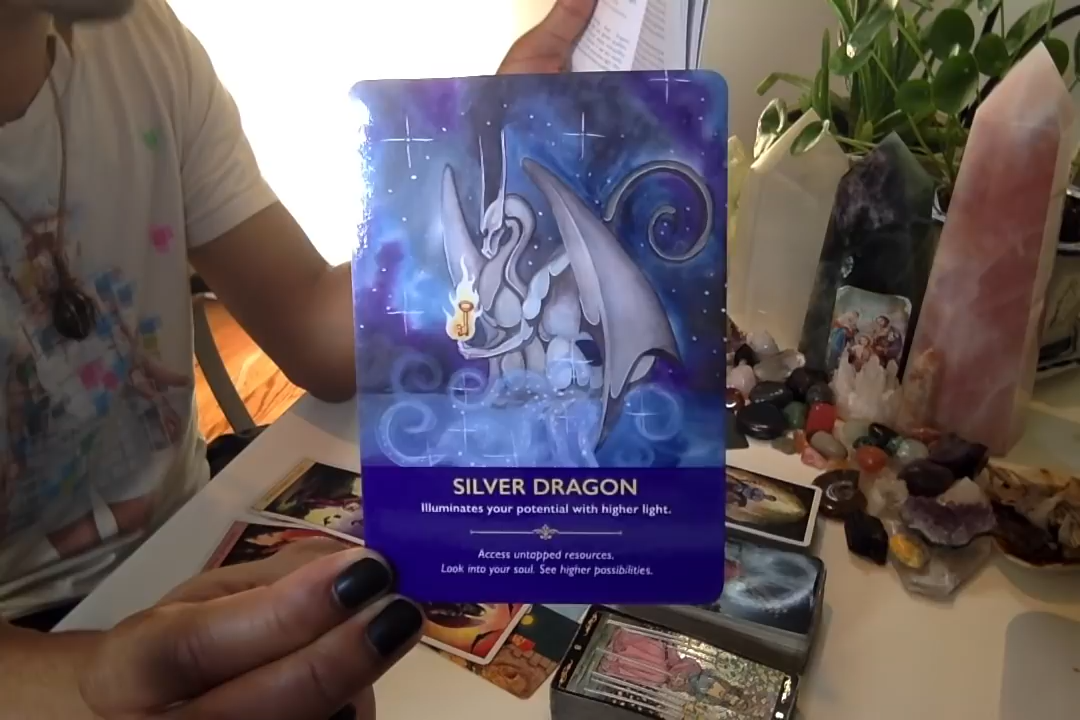 SILVER DRAGON
Illuminates your potential with higher light.
Access untapped resources.
Look into your soul. See higher possibilities.